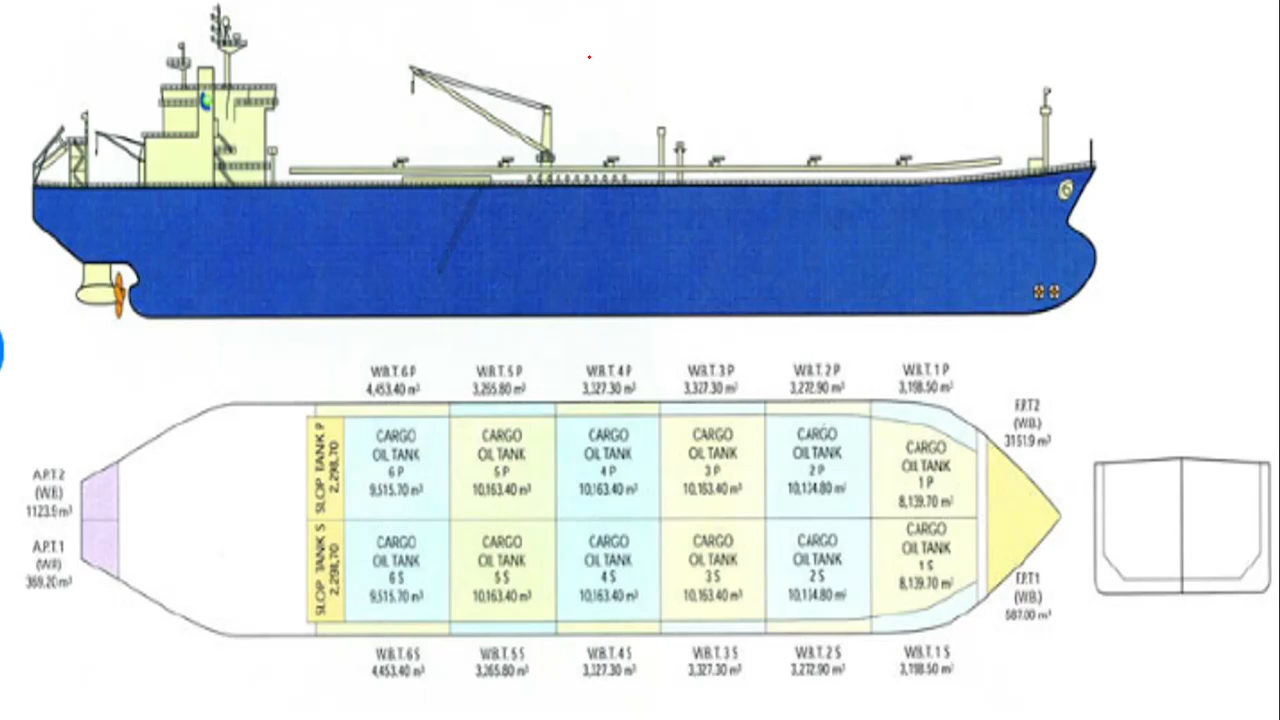 6
W.B.T. 6 P
4,453.40 m³
W.B.T. 5 P
3,265.80 m³
W.B.T. 4 P
3,327.30 m³
W.B.T. 3 P
3,327.30 m³
W.B.T. 2 P
3,272.90 m³
W.B.T. 1 P
3,198.50 m³
F.P.T.2
(W.B.)
3151.9 m³
A.P.T.2
(W.B.)
1123.9 m³
A.P.T.1
(W.B.)
369.20 m³
SLOP TANK P
2,298,70
CARGO
OIL TANK
6 P
9,515.70 m³
CARGO
OIL TANK
5 P
10,163.40 m³
CARGO
OIL TANK
4 P
10,163.40 m³
CARGO
OIL TANK
3 P
10,163.40 m³
CARGO
OIL TANK
2 P
10,134.80 m³
CARGO
OIL TANK
1 P
8,139.70 m³
SLOP TANK S
2,298,70
CARGO
OIL TANK
6 S
9,515.70 m³
CARGO
OIL TANK
5 S
10,163.40 m³
CARGO
OIL TANK
4 S
10,163.40 m³
CARGO
OIL TANK
3 S
10,163.40 m³
CARGO
OIL TANK
2 S
10,134.80 m³
CARGO
OIL TANK
1 S
8,139.70 m³
F.P.T.1
(W.B.)
587.00 m³
W.B.T. 6 S
4,453.40 m³
W.B.T. 5 S
3,265.80 m³
W.B.T. 4 S
3,327.30 m³
W.B.T. 3 S
3,327.30 m³
W.B.T. 2 S
3,272.90 m³
W.B.T. 1 S
3,198.50 m³